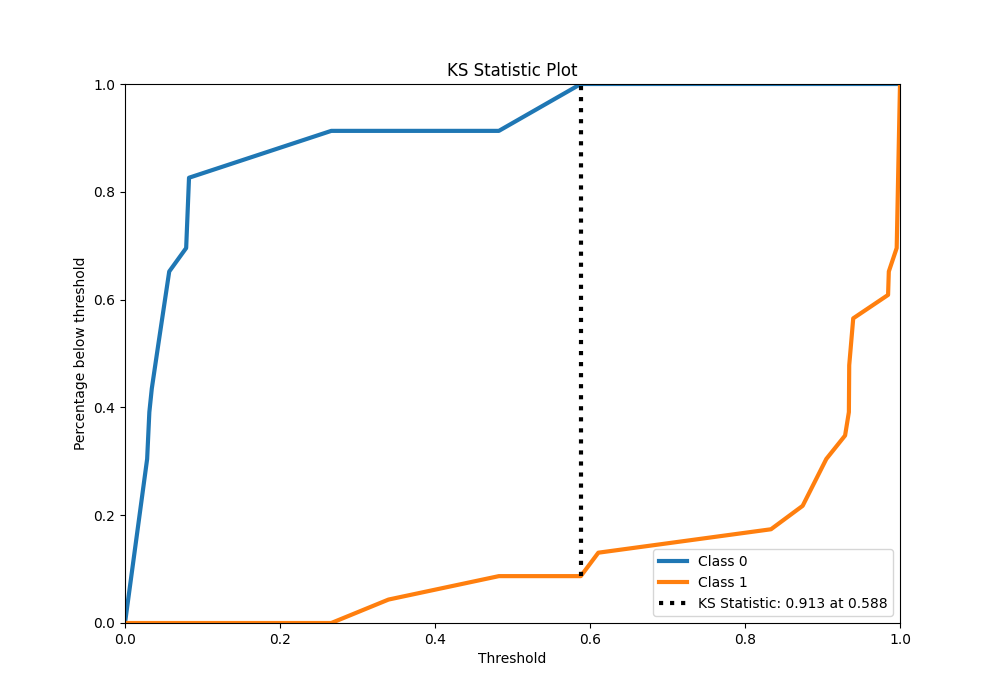 KS Statistic Plot
1.0
0.8
0.6
0.4
0.2
0.0
Percentage below threshold
Class 0
Class 1
KS Statistic: 0.913 at 0.588
0.0 0.2 0.4 0.6 0.8 1.0
Threshold